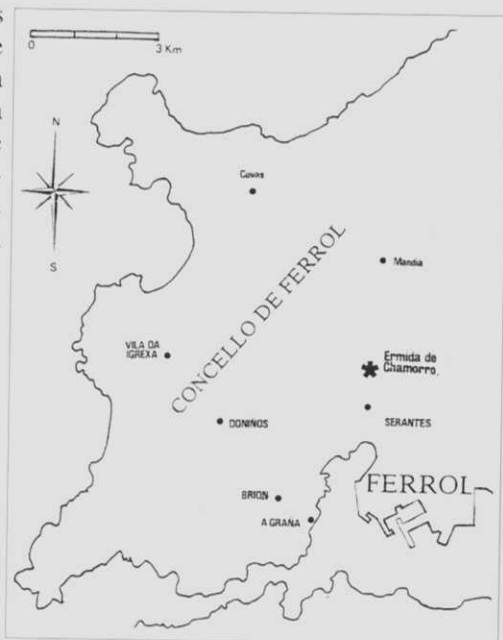 0
3 Km
N
S
Covas
Mandia
CONCELLO DE FERROL
VILA DA
IGREXA
Ermida de
Chamorro.
DONIÑOS
SERANTES
FERROL
BRION
A GRAÑA